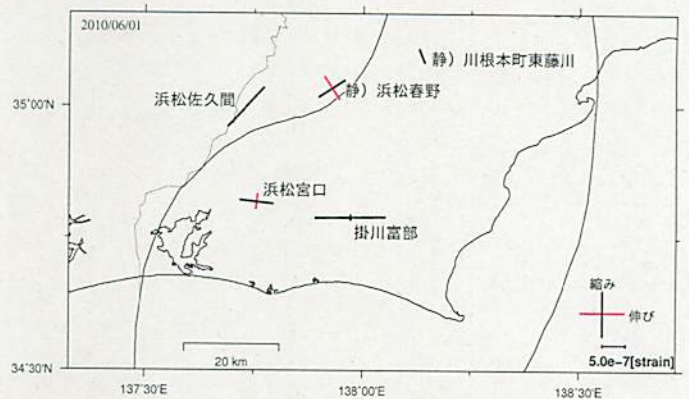 2010/06/01
静）川根本町東藤川
浜松佐久間
静）浜松春野
35°00'N
浜松宮口
掛川富部
縮み
伸び
20 km
5.0e-7[strain]
34°30'N
137°30'E
138°00'E
138°30'E